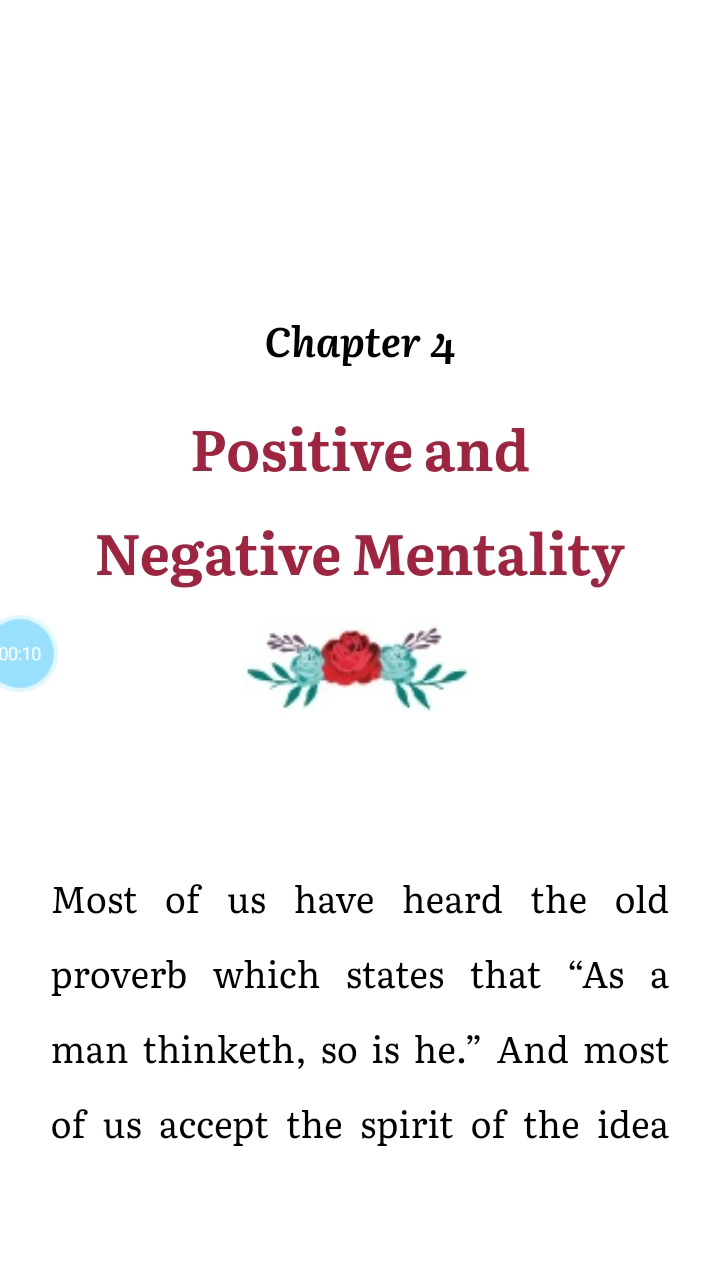 Chapter 4
Positive and
Negative Mentality
00:10
Most of us have heard the old
proverb which states that “As a
man thinketh, so is he.” And most
of us accept the spirit of the idea